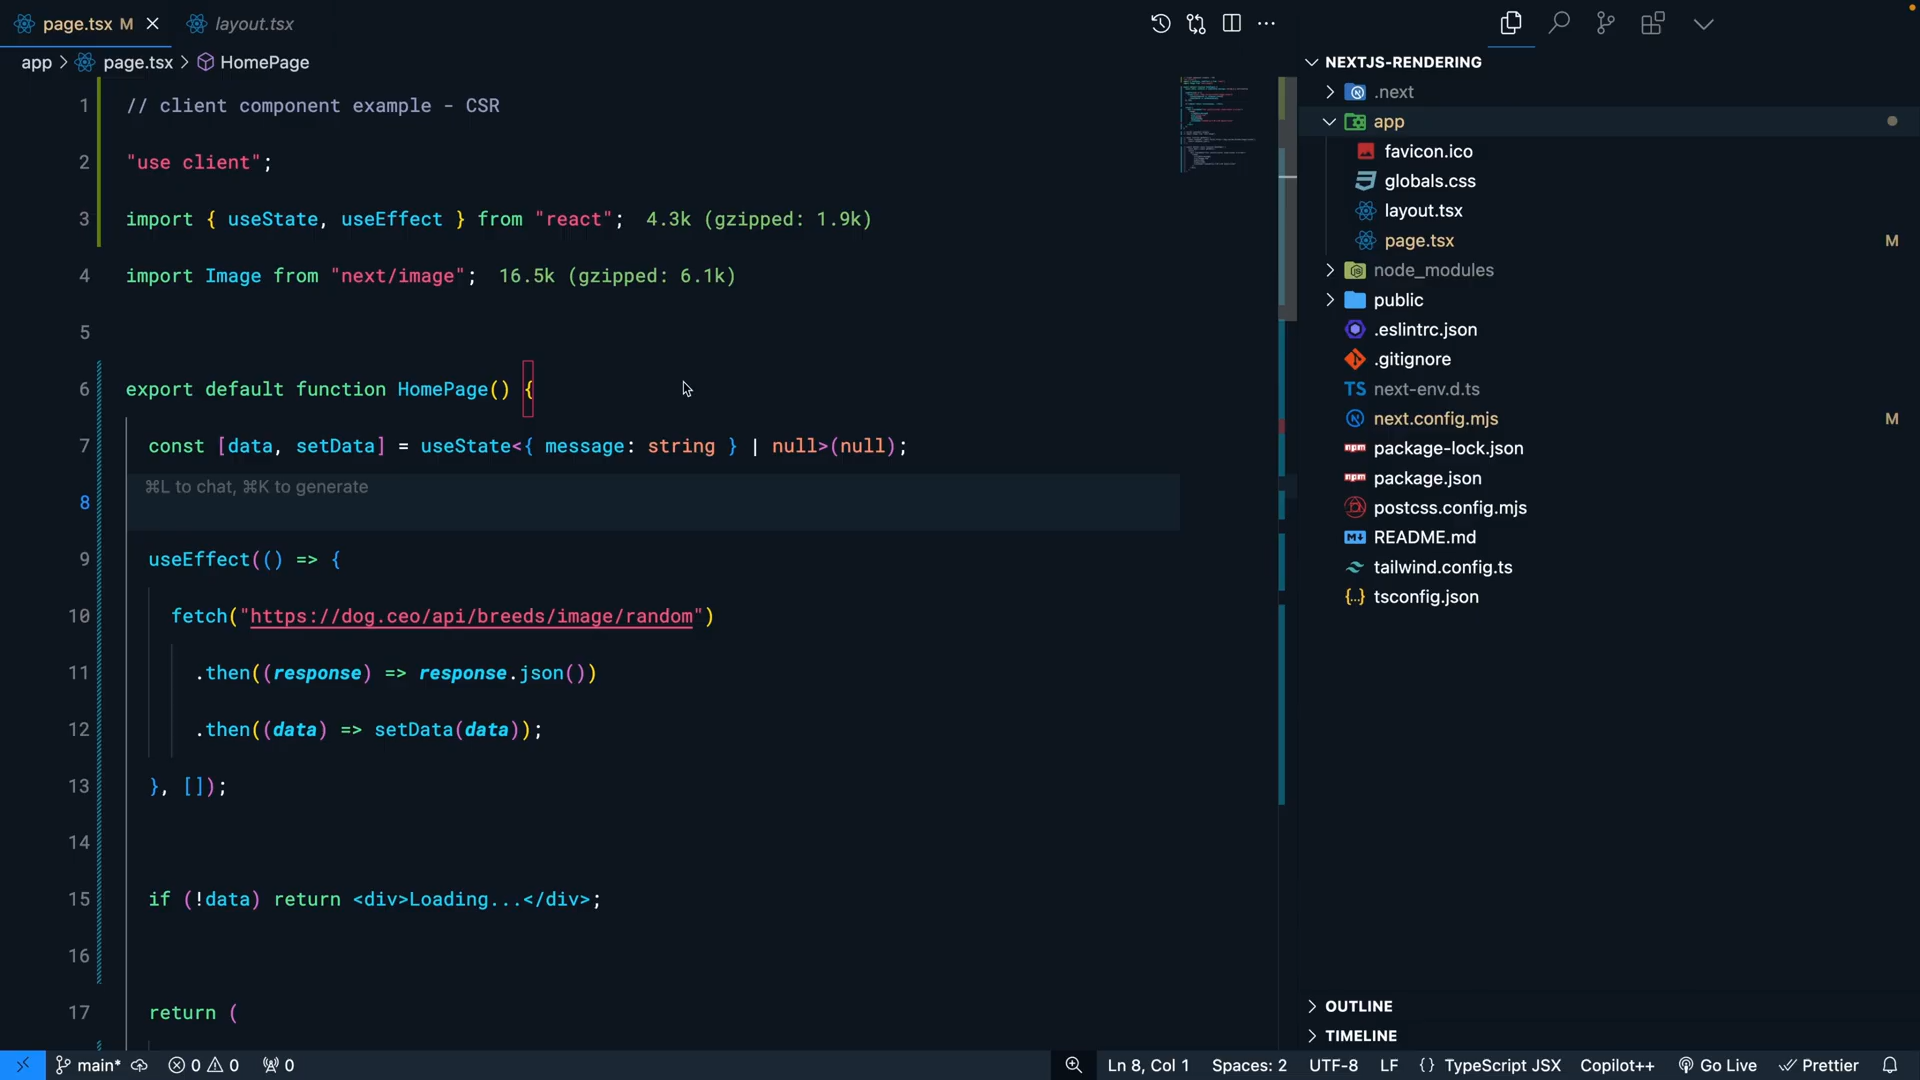 page.tsx M
layout.tsx
app > page.tsx > HomePage
1 // client component example - CSR
2 "use client";
3 import { useState, useEffect } from "react"; 4.3k (gzipped: 1.9k)
4 import Image from "next/image"; 16.5k (gzipped: 6.1k)
5
6 export default function HomePage() {
7 const [data, setData] = useState<{ message: string } | null>(null);
8 ⌘L to chat, ⌘K to generate
9 useEffect(() => {
10 fetch("https://dog.ceo/api/breeds/image/random")
11 .then((response) => response.json())
12 .then((data) => setData(data));
13 }, []);
14
15 if (!data) return <div>Loading...</div>;
16
17 return (
NEXTJS-RENDERING
.next
app
favicon.ico
globals.css
layout.tsx
page.tsx M
node_modules
public
.eslintrc.json
.gitignore
TS next-env.d.ts
next.config.mjs M
npm package-lock.json
npm package.json
postcss.config.mjs
README.md
tailwind.config.ts
{..} tsconfig.json
OUTLINE
TIMELINE
main* 0 0 0 Ln 8, Col 1 Spaces: 2 UTF-8 LF {} TypeScript JSX Copilot++ Go Live Prettier